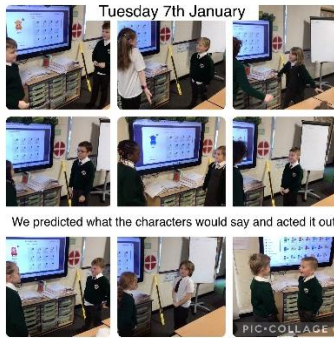 Tuesday 7th January
We predicted what the characters would say and acted it out
PIC•COLLAGE